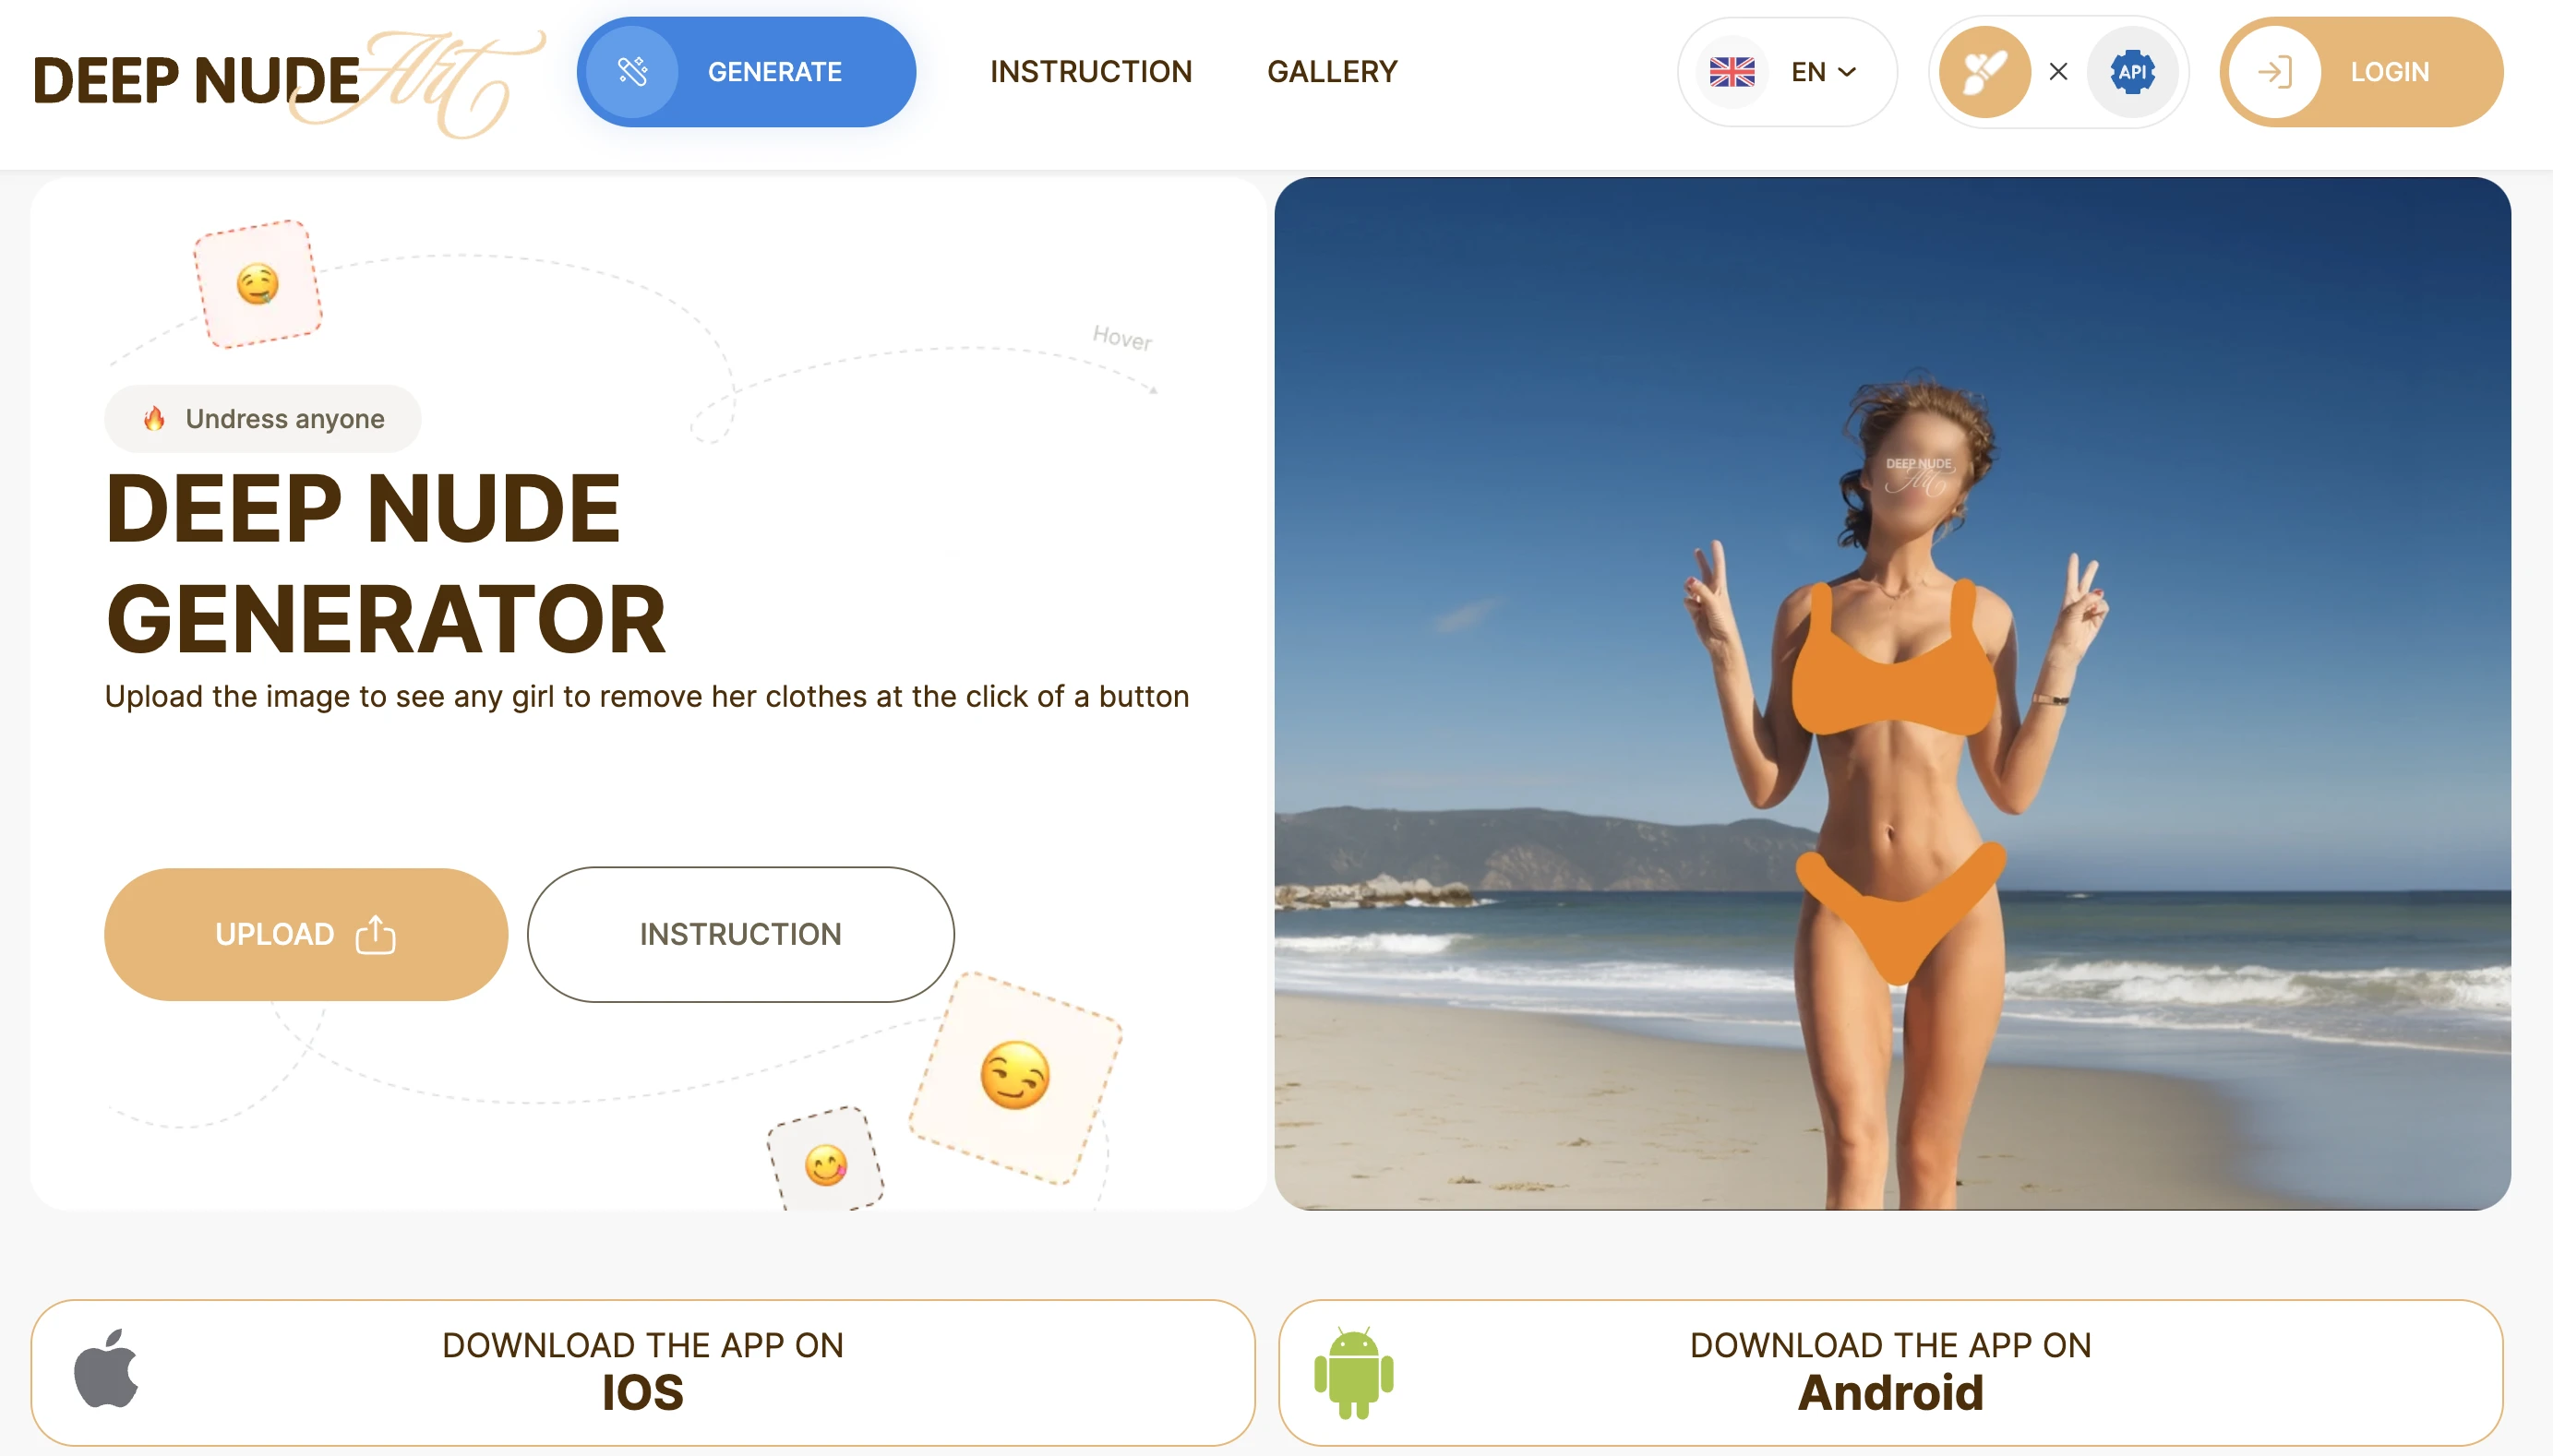 DEEP NUDE Art
GENERATE
INSTRUCTION
GALLERY
EN
API
LOGIN
Hover
Undress anyone
DEEP NUDE
GENERATOR
Upload the image to see any girl to remove her clothes at the click of a button
UPLOAD
INSTRUCTION
DEEP NUDE
Art
DOWNLOAD THE APP ON
IOS
DOWNLOAD THE APP ON
Android